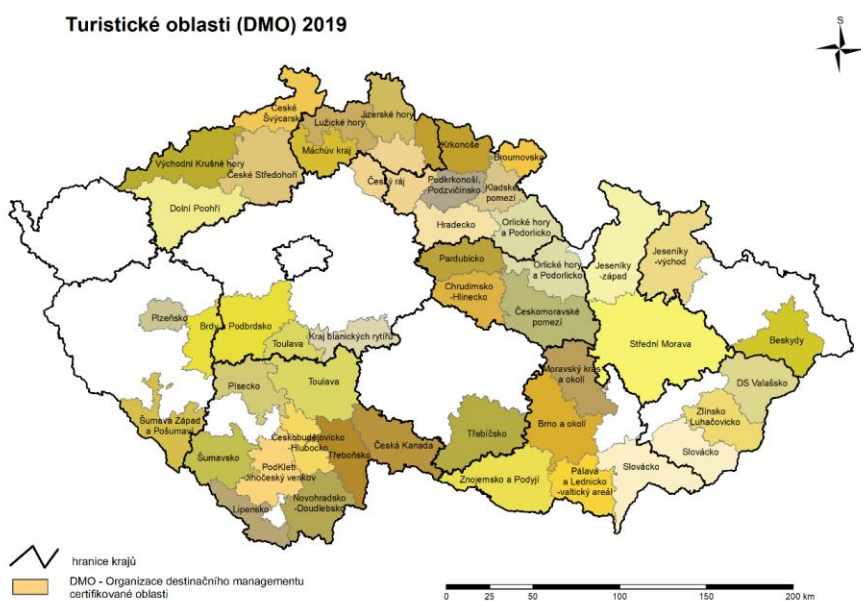 Turistické oblasti (DMO) 2019
S
České
Švýcarsko
Lužické hory
Jizerské hory
Krkonoše
Broumovsko
Východní Krušné hory
České Středohoří
Máchův kraj
Český ráj
Podkrkonoší,
Podzvičínsko
Kladské
pomezí
Dolní Poohří
Hradecko
Orlické hory
a Podorlicko
Pardubicko
Orlické hory
a Podorlicko
Jeseníky
-západ
Jeseníky
-východ
Chrudimsko
-Hlinecko
Českomoravské
pomezí
Plzeňsko
Brdy
Podbrdsko
Toulava
Kraj blanických rytířů
Střední Morava
Beskydy
Moravský kras
a okolí
DS Valašsko
Písecko
Toulava
Šumava Západ
a Pošumaví
Zlínsko
Luhačovicko
Českobudějovicko
-Hlubocko
Třeboňsko
Česká Kanada
Třebíčsko
Brno a okolí
Slovácko
Slovácko
Šumavsko
PodKletí
Jihočeský venkov
Znojemsko a Podyjí
Pálava
a Lednicko
-valtický areál
Lipensko
Novohradsko
-Doudlebsko
hranice krajů
DMO - Organizace destinačního managementu
certifikované oblasti
0 25 50 100 150 200 km